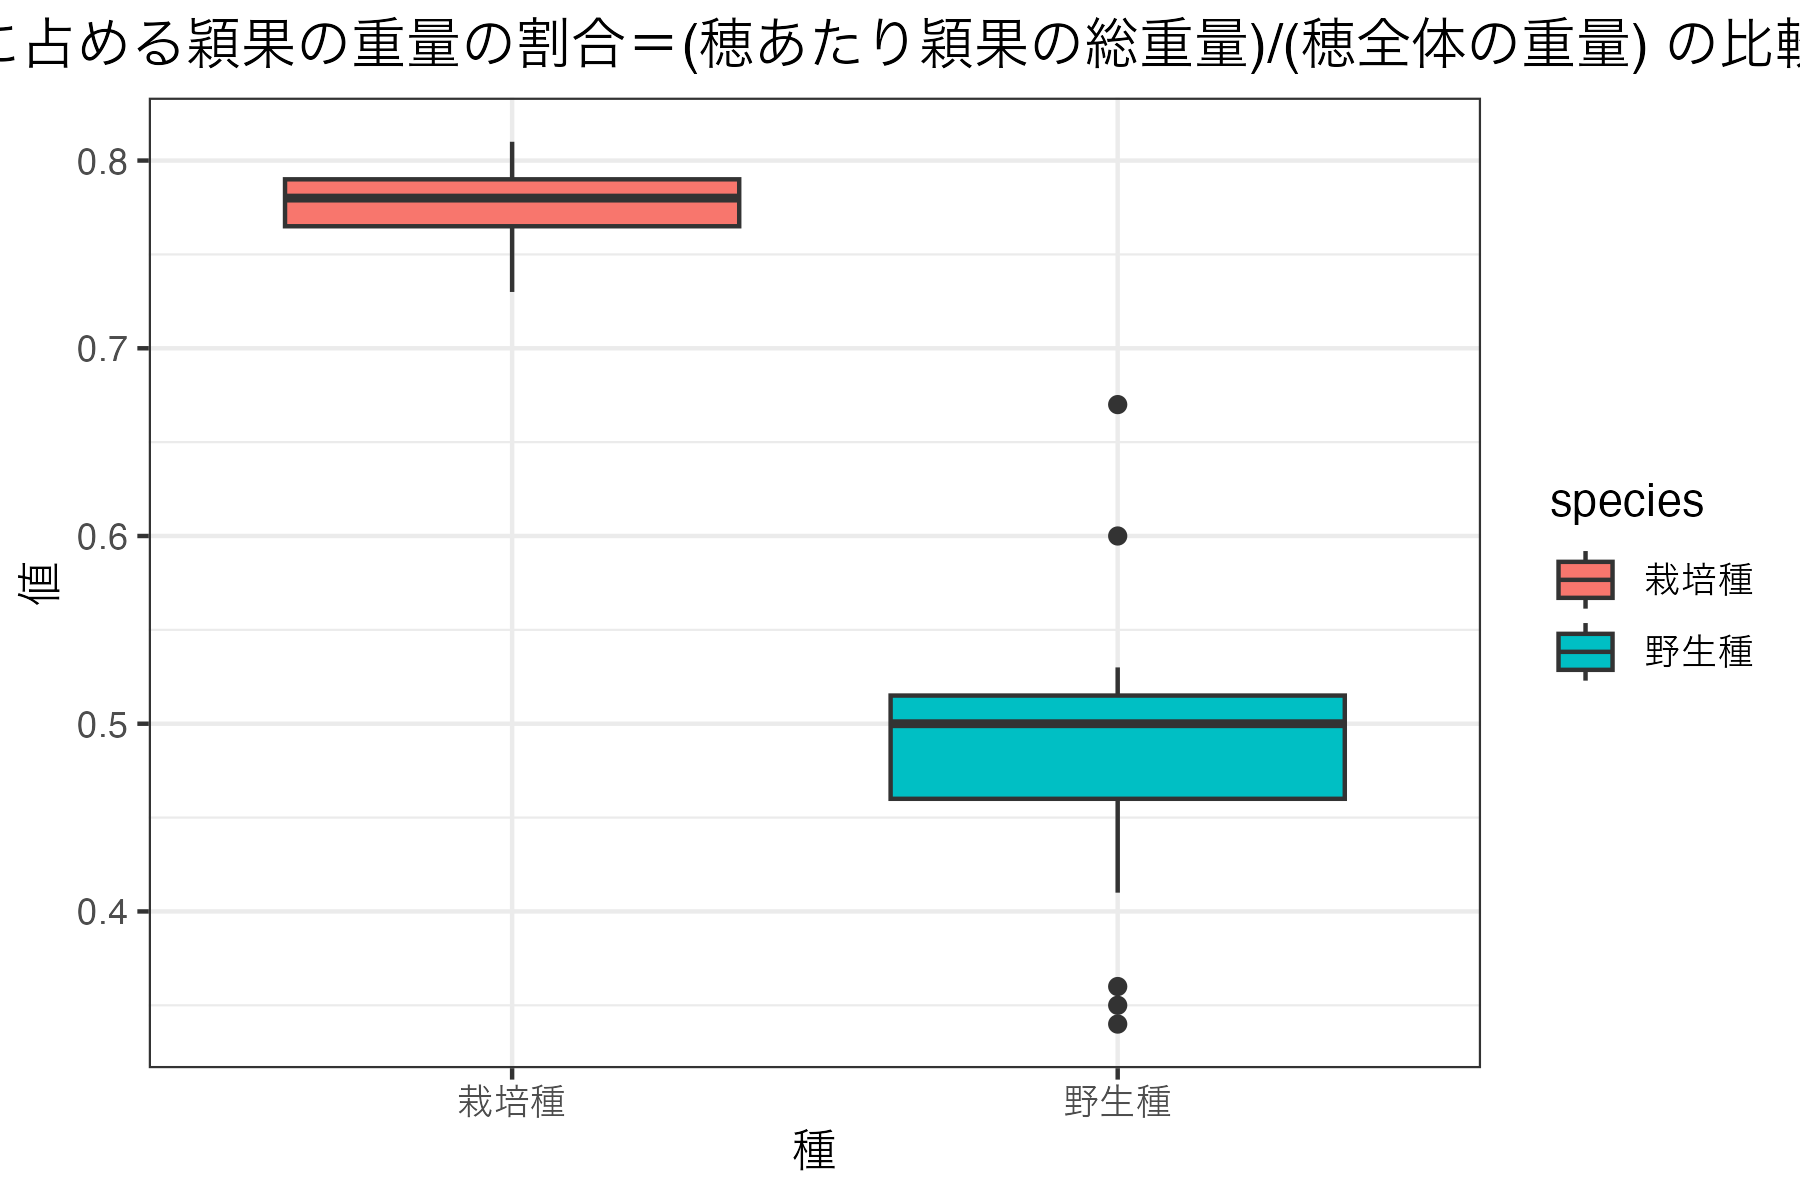 に占める穎果の重量の割合＝(穂あたり穎果の総重量)/(穂全体の重量) の比較
0.8
0.7
0.6
0.5
0.4
値
栽培種
野生種
種
species
栽培種
野生種